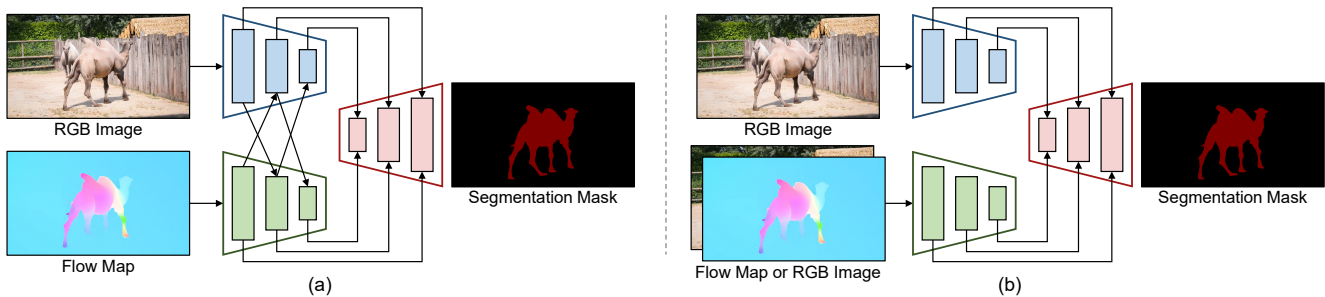 RGB Image
Flow Map
Segmentation Mask
(a)
RGB Image
Flow Map or RGB Image
Segmentation Mask
(b)